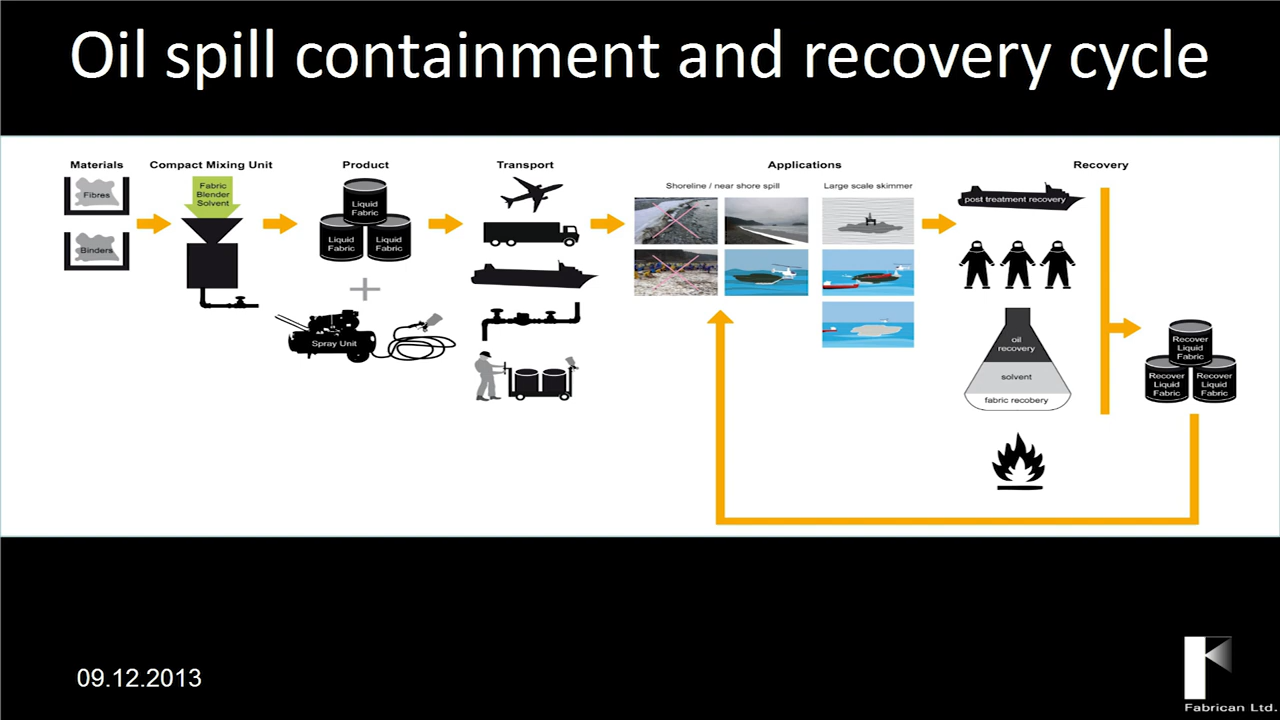 Oil spill containment and recovery cycle
Materials
Fibres
Binders
Compact Mixing Unit
Fabric
Blender
Solvent
Product
Liquid
Fabric
Liquid
Fabric
Liquid
Fabric
Spray Unit
Transport
Applications
Shoreline / near shore spill
Large scale skimmer
Recovery
post treatment recovery
oil
recovery
solvent
fabric recobery
Recover
Liquid
Fabric
Recover
Liquid
Fabric
Recover
Liquid
Fabric
09.12.2013
Fabrican Ltd.